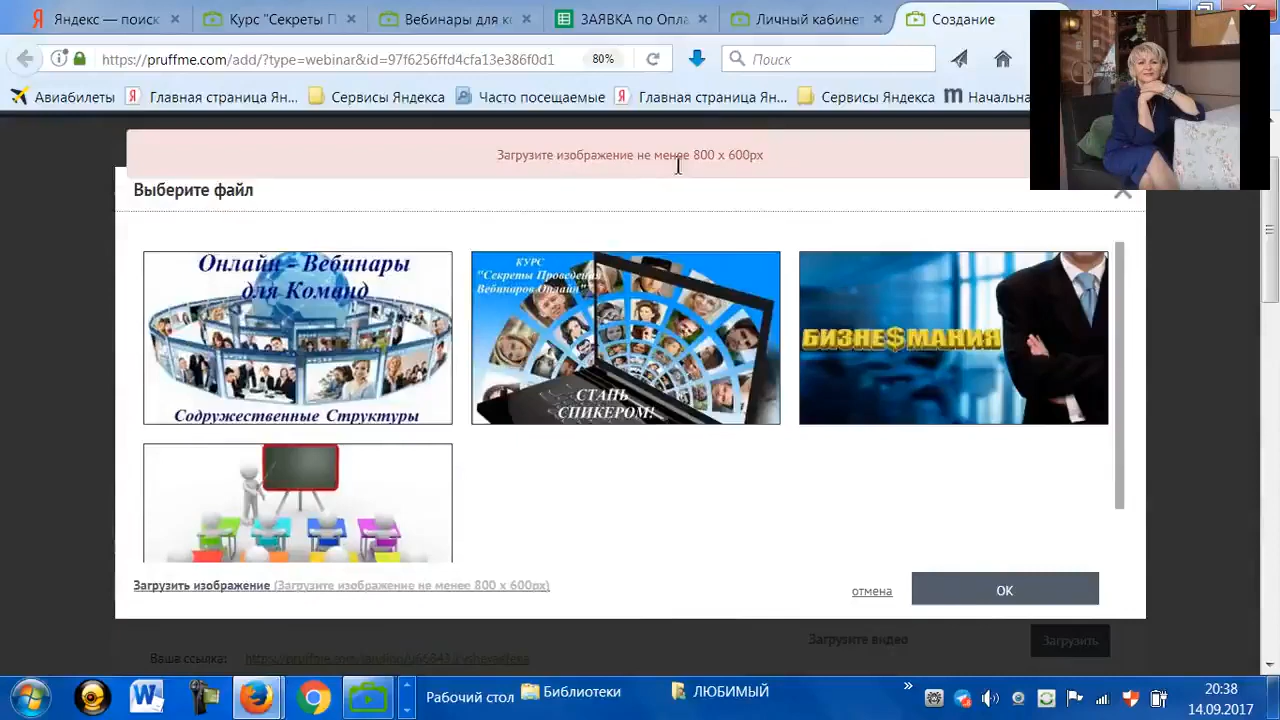 Яндекс — поиск
Курс "Секреты П
Вебинары для к
ЗАЯВКА по Опла
Личный кабинет
Создание
https://pruffme.com/add/?type=webinar&id=97f6256ffd4cfa13e386f0d1
80%
Поиск
Авиабилеты
Главная страница Ян...
Сервисы Яндекса
Часто посещаемые
Главная страница Ян...
Сервисы Яндекса
Начальна
Загрузите изображение не менее 800 x 600px
Выберите файл
Онлайн - Вебинары
для Команд
Содружественные Структуры
КУРС
"Секреты Проведения
Вебинаров Онлайн"
СТАНЬ
СПИКЕРОМ!
БИЗНЕ$МАНИЯ
Загрузить изображение (Загрузите изображение не менее 800 x 600px)
отмена
ОК
Загрузите видео
Загрузить
Ваша ссылка:
Рабочий стол
Библиотеки
ЛЮБИМЫЙ
20:38
14.09.2017